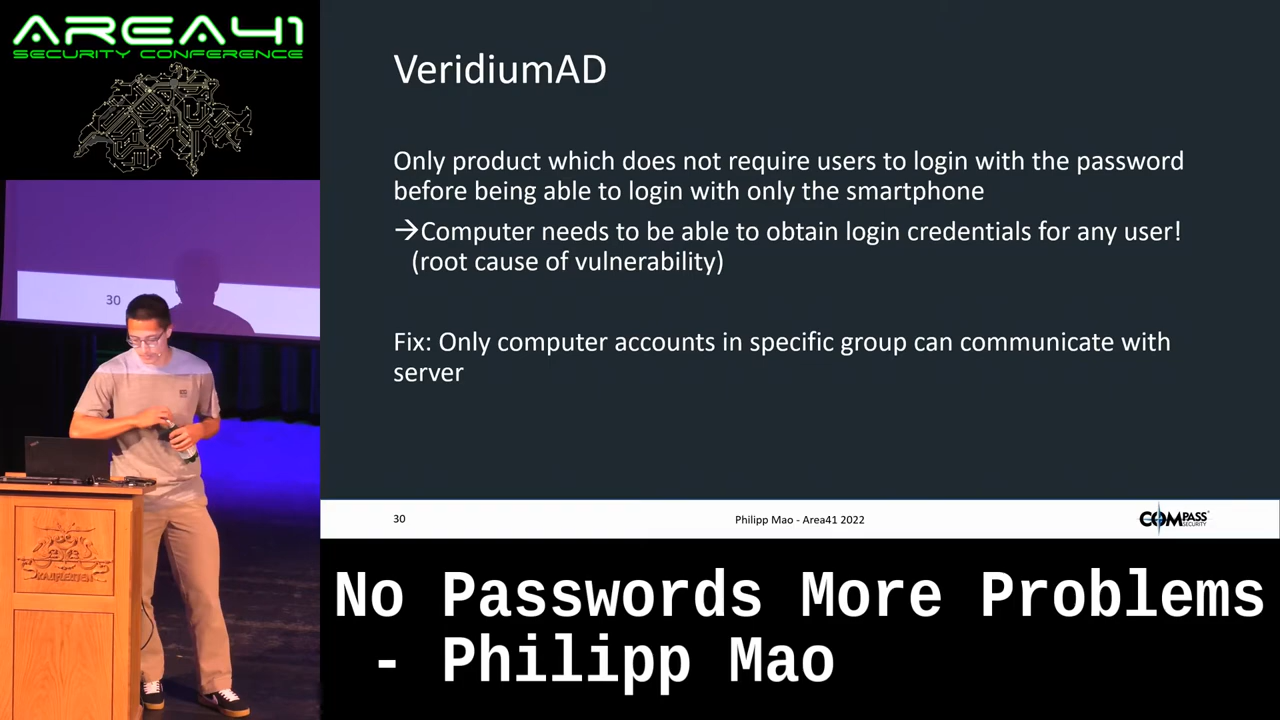 AREA41
SECURITY CONFERENCE
VeridiumAD
Only product which does not require users to login with the password
before being able to login with only the smartphone
→Computer needs to be able to obtain login credentials for any user!
(root cause of vulnerability)
Fix: Only computer accounts in specific group can communicate with
server
30
30
Philipp Mao - Area41 2022
COMPASS
SECURITY
KAUFLEUTEN
No Passwords More Problems
- Philipp Mao